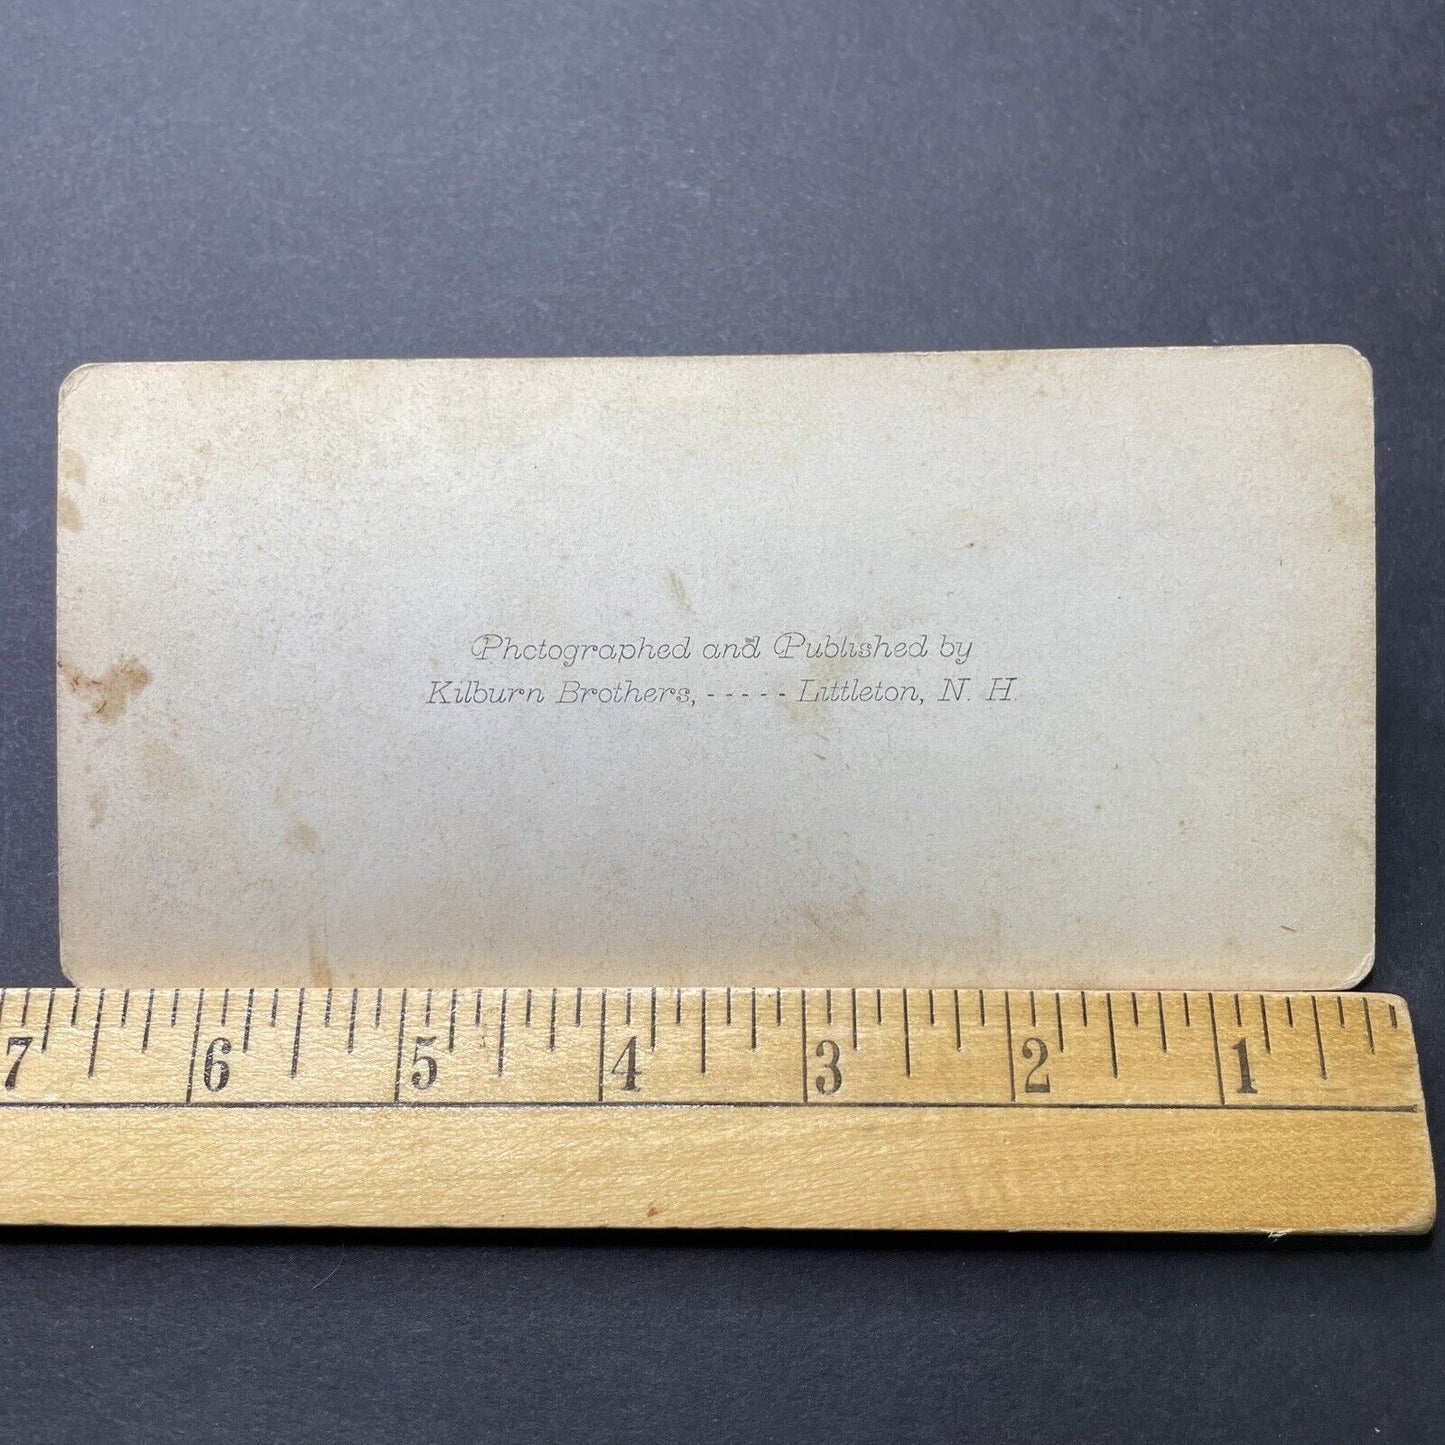 Photographed and Published by
Kilburn Brothers, - - - - - Littleton, N. H.
7 6 5 4 3 2 1